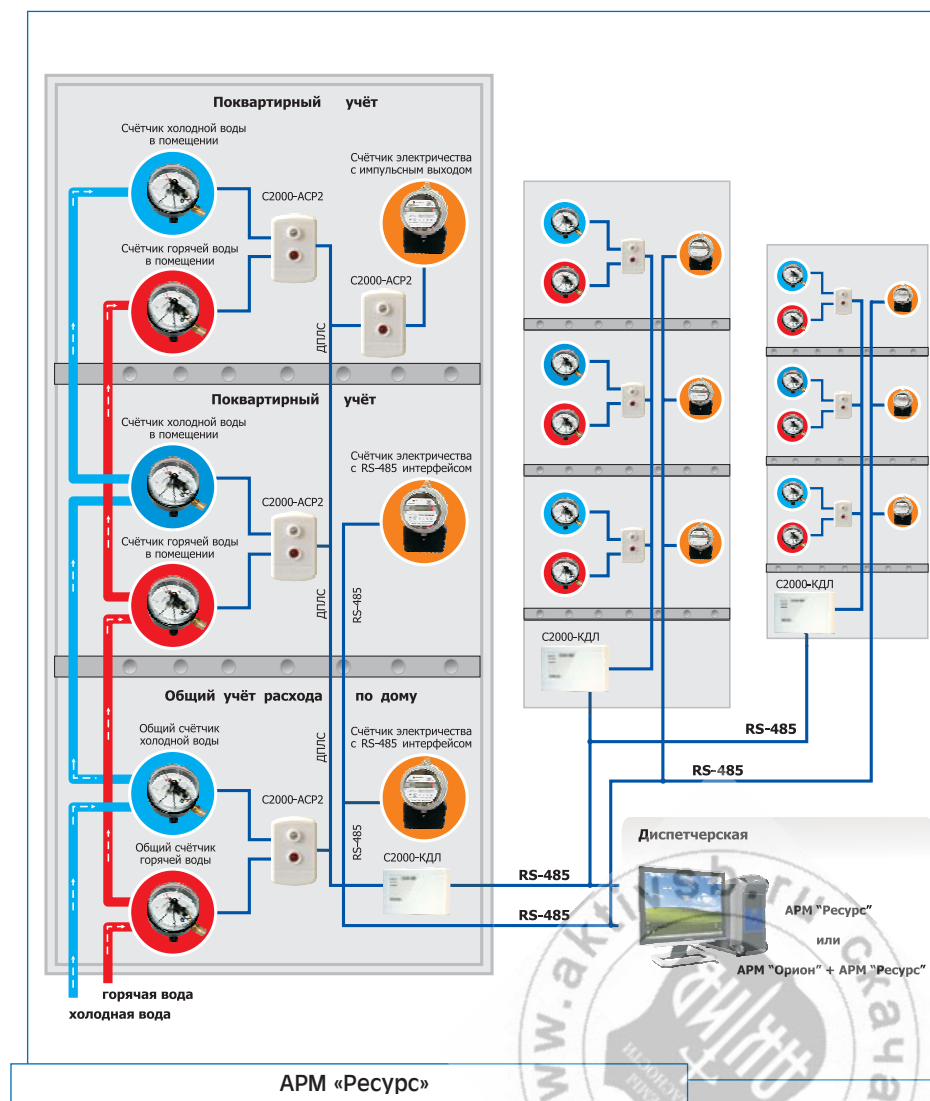 Поквартирный учёт
Счётчик холодной воды
в помещении
Счётчик электричества
с импульсным выходом
С2000-АСР2
Счётчик горячей воды
в помещении
С2000-АСР2
ДПЛС
Поквартирный учёт
Счётчик холодной воды
в помещении
Счётчик электричества
с RS-485 интерфейсом
С2000-АСР2
Счётчик горячей воды
в помещении
ДПЛС
RS-485
Общий учёт расхода по дому
Общий счётчик
холодной воды
Счётчик электричества
с RS-485 интерфейсом
ДПЛС
С2000-АСР2
Общий счётчик
горячей воды
RS-485
С2000-КДЛ
горячая вода
холодная вода
С2000-КДЛ
С2000-КДЛ
RS-485
RS-485
RS-485
RS-485
Диспетчерская
АРМ "Ресурс"
или
АРМ "Орион" + АРМ "Ресурс"
АРМ «Ресурс»